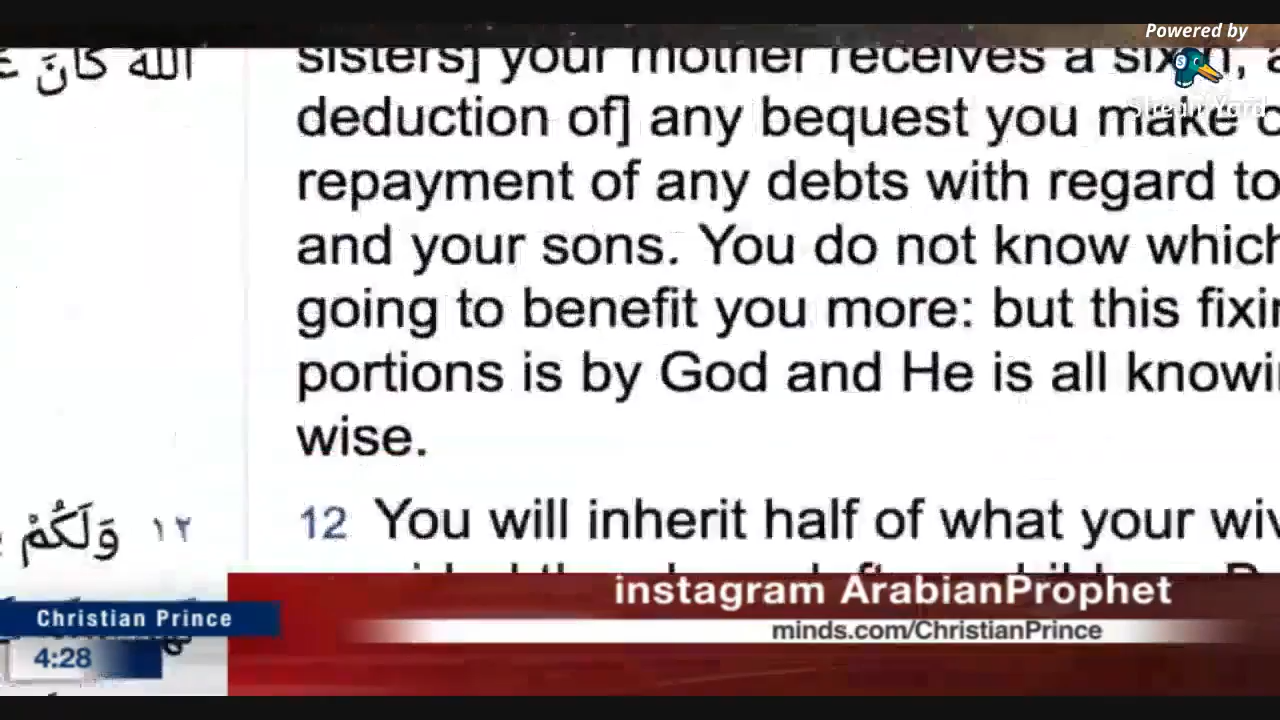 Powered by
StreamYard
الله كَانَ
sisters] your mother receives a sixth,
deduction of] any bequest you make
repayment of any debts with regard to
and your sons. You do not know which
going to benefit you more: but this
portions is by God and He is all
wise.
١٢ وَلَكُمْ
12 You will inherit half of what your
instagram ArabianProphet
minds.com/ChristianPrince
Christian Prince
4:28